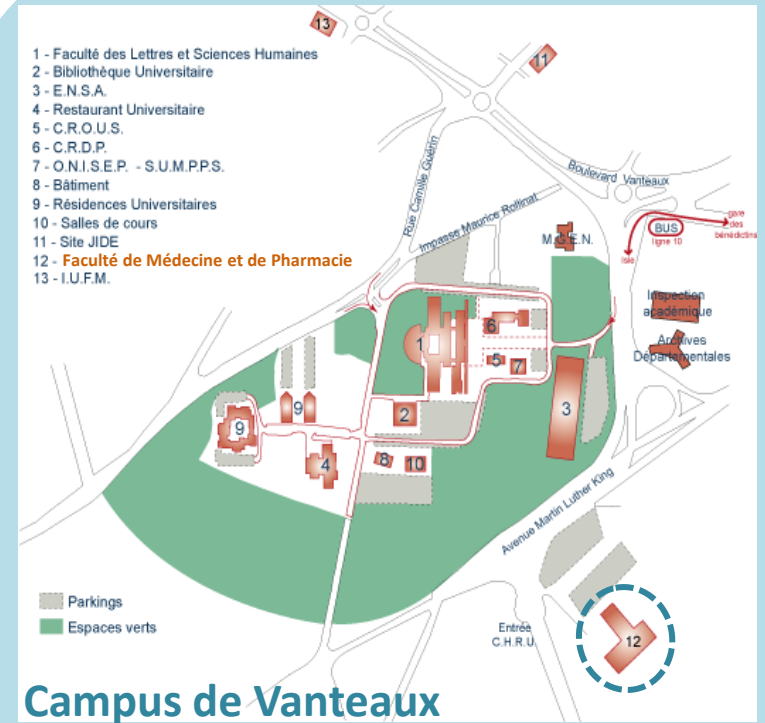 13
1 - Faculté des Lettres et Sciences Humaines
2 - Bibliothèque Universitaire
3 - E.N.S.A.
4 - Restaurant Universitaire
5 - C.R.O.U.S.
6 - C.R.D.P.
7 - O.N.I.S.E.P. - S.U.M.P.P.S.
8 - Bâtiment
9 - Résidences Universitaires
10 - Salles de cours
11 - Site JIDE
12 - Faculté de Médecine et de Pharmacie
13 - I.U.F.M.
11
Rue Camille Guérin
Boulevard Vanteaux
Impasse Maurice Rollinat
M.G.E.N.
BUS
ligne 10
gare
des
bénédictins
Isle
Inspection
académique
Archives
Départementales
6
1
5
7
9
2
3
9
4
8
10
Avenue Martin Luther King
Parkings
Espaces verts
Entrée
C.H.R.U.
12
Campus de Vanteaux